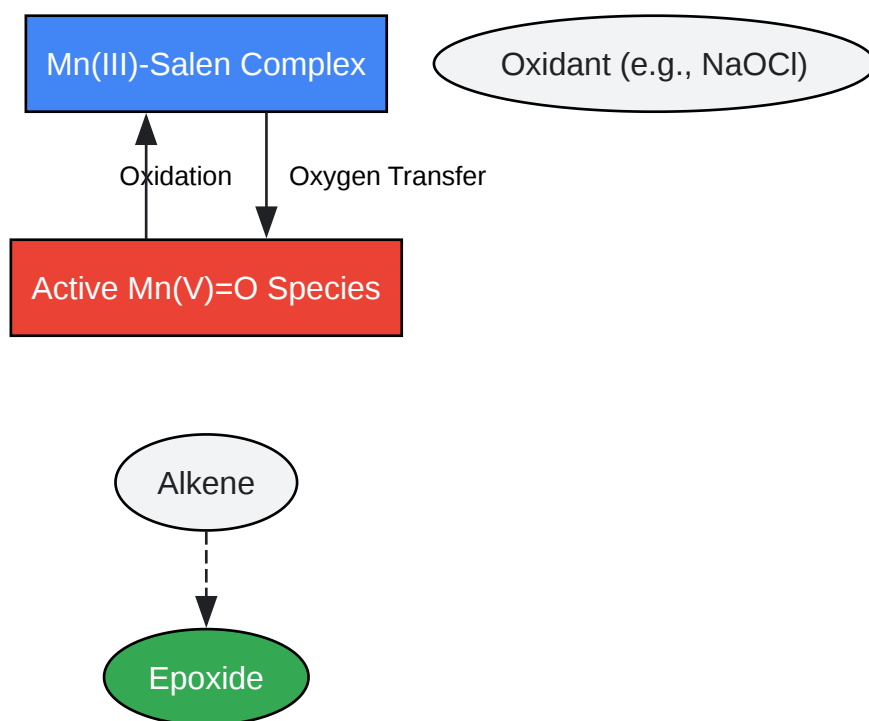 Mn(III)-Salen Complex
Oxidant (e.g., NaOCl)
Oxidation
Oxygen Transfer
Active Mn(V)=O Species
Alkene
Epoxide